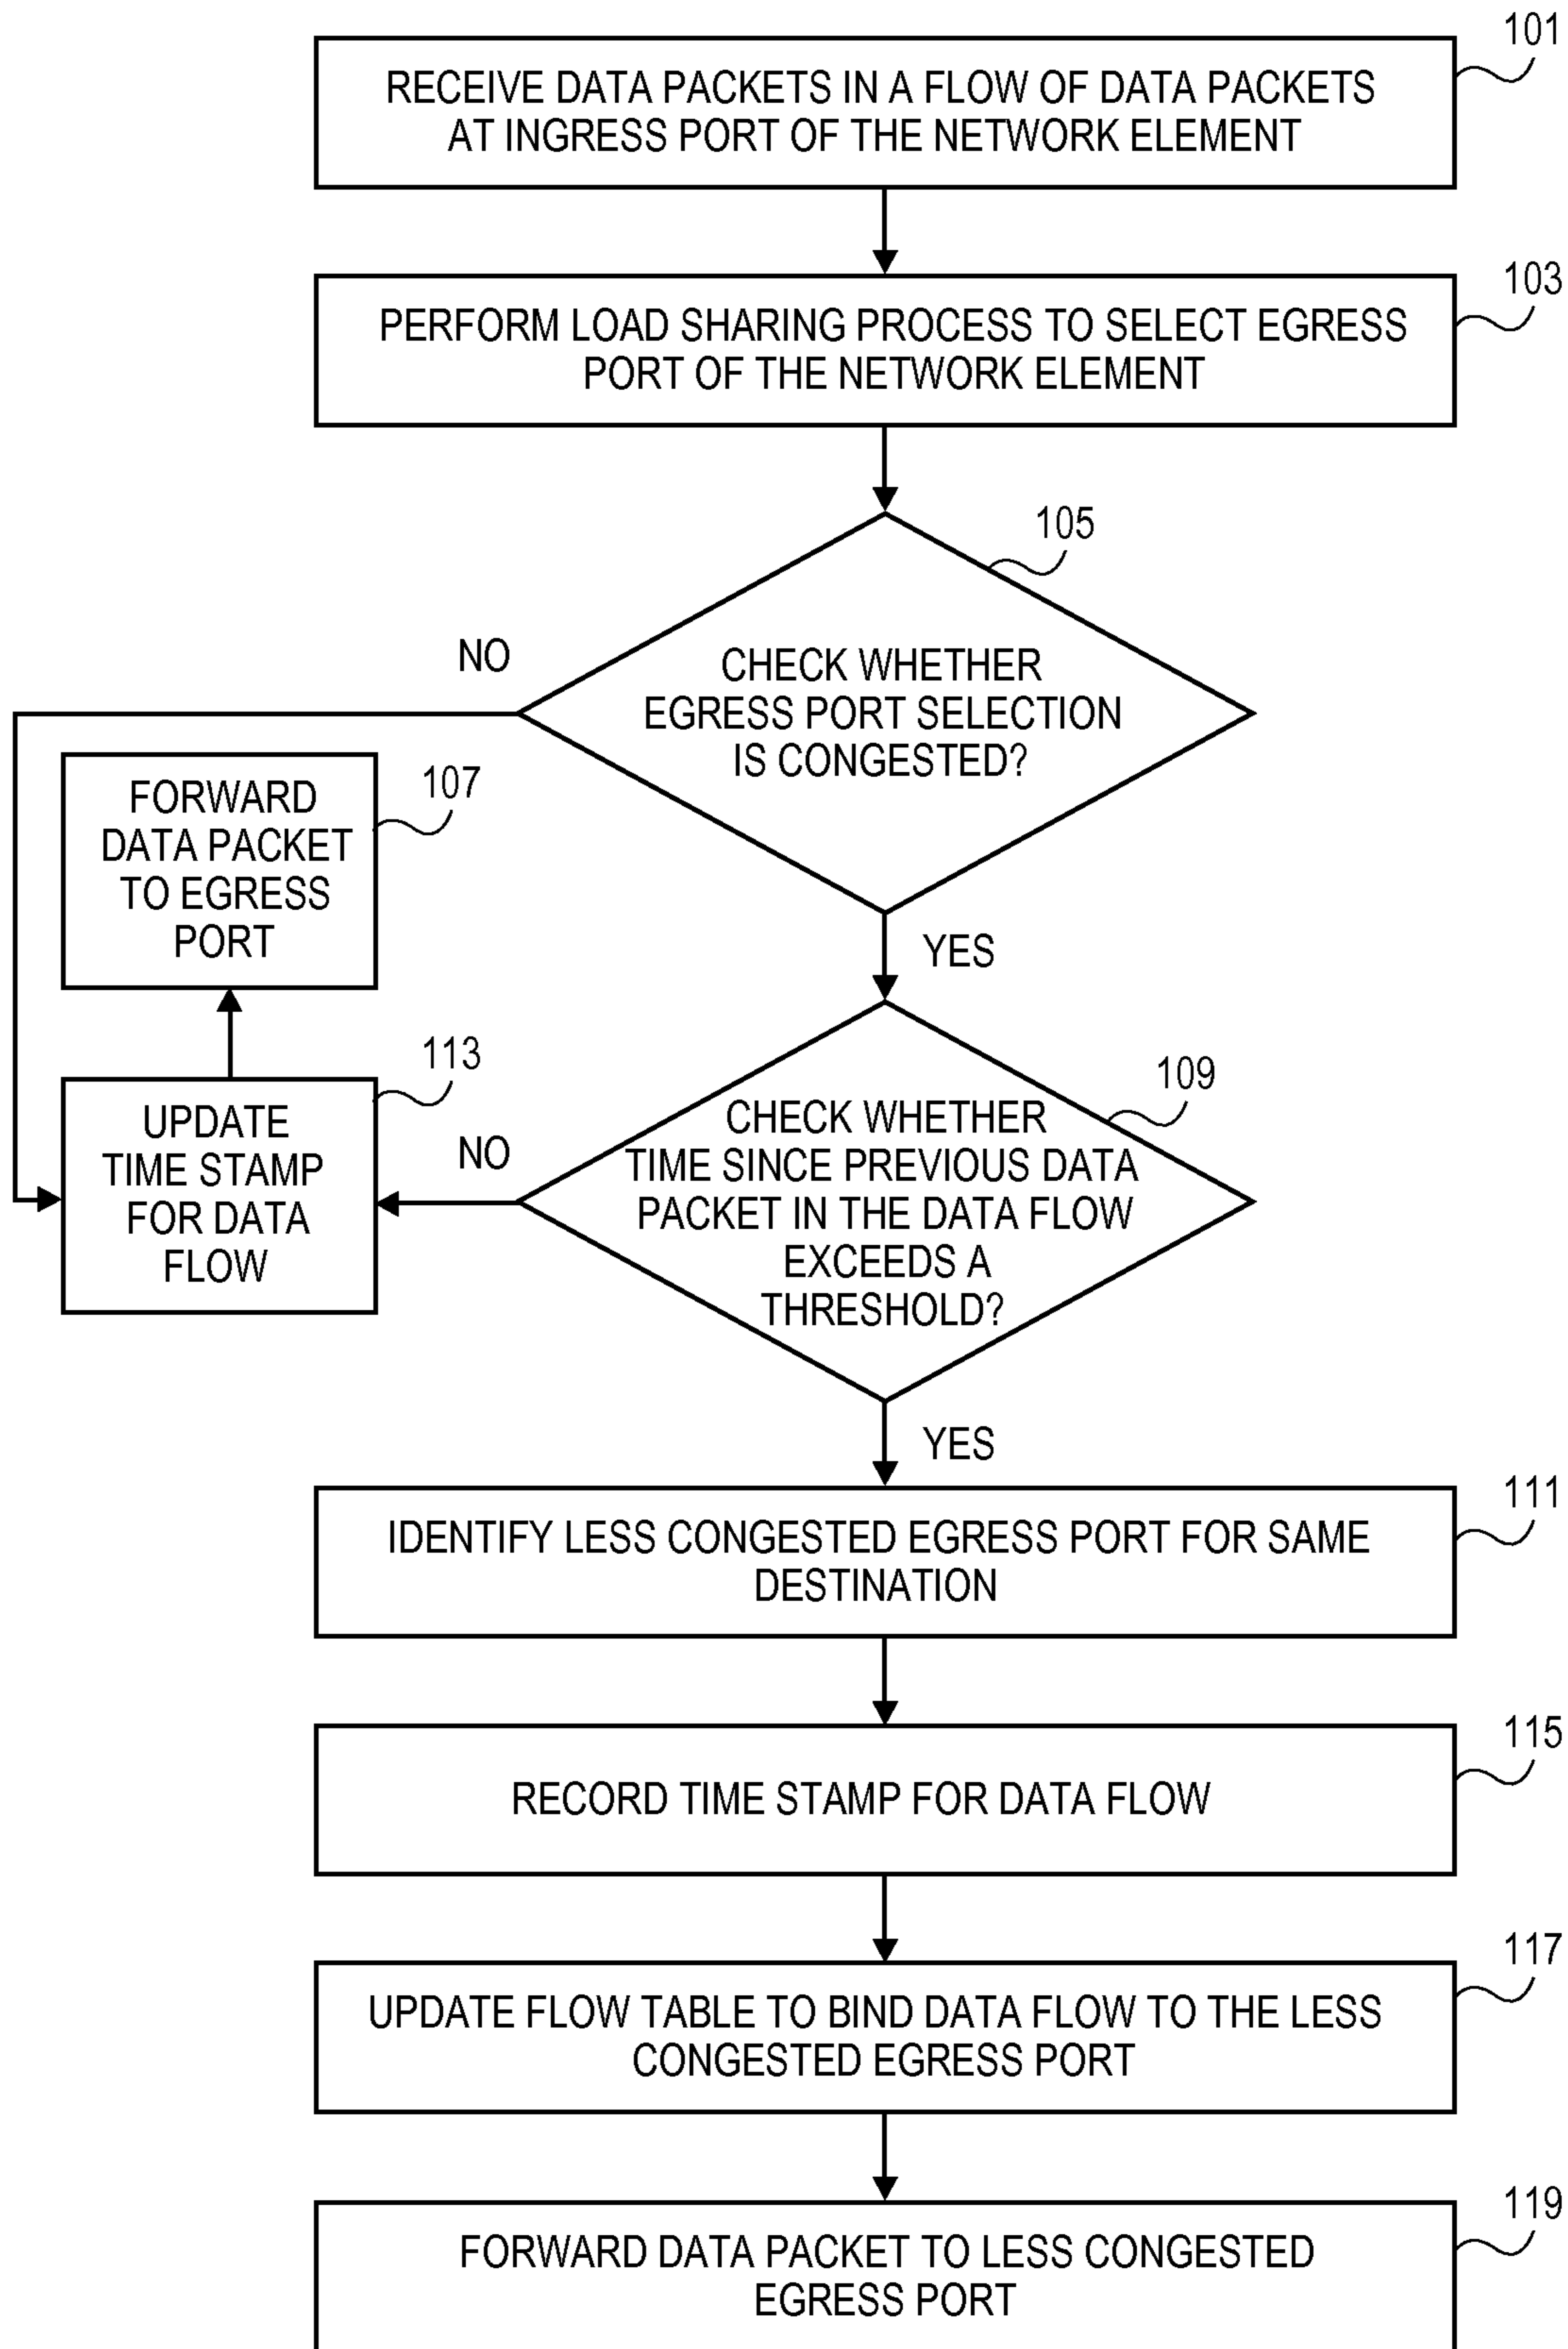 101
RECEIVE DATA PACKETS IN A FLOW OF DATA PACKETS
AT INGRESS PORT OF THE NETWORK ELEMENT
103
PERFORM LOAD SHARING PROCESS TO SELECT EGRESS
PORT OF THE NETWORK ELEMENT
105
NO
CHECK WHETHER
EGRESS PORT SELECTION
IS CONGESTED?
107
FORWARD
DATA PACKET
TO EGRESS
PORT
YES
113
UPDATE
TIME STAMP
FOR DATA
FLOW
NO
109
CHECK WHETHER
TIME SINCE PREVIOUS DATA
PACKET IN THE DATA FLOW
EXCEEDS A
THRESHOLD?
YES
111
IDENTIFY LESS CONGESTED EGRESS PORT FOR SAME
DESTINATION
115
RECORD TIME STAMP FOR DATA FLOW
117
UPDATE FLOW TABLE TO BIND DATA FLOW TO THE LESS
CONGESTED EGRESS PORT
119
FORWARD DATA PACKET TO LESS CONGESTED
EGRESS PORT